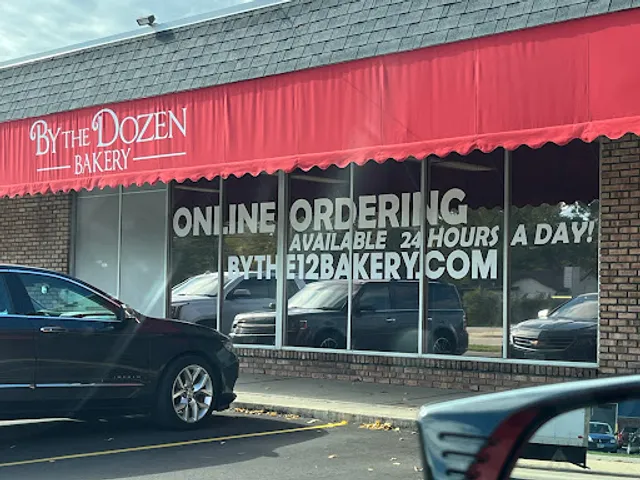 By the Dozen
Bakery
ONLINE ORDERING
AVAILABLE 24 HOURS A DAY!
BYTHE12BAKERY.COM